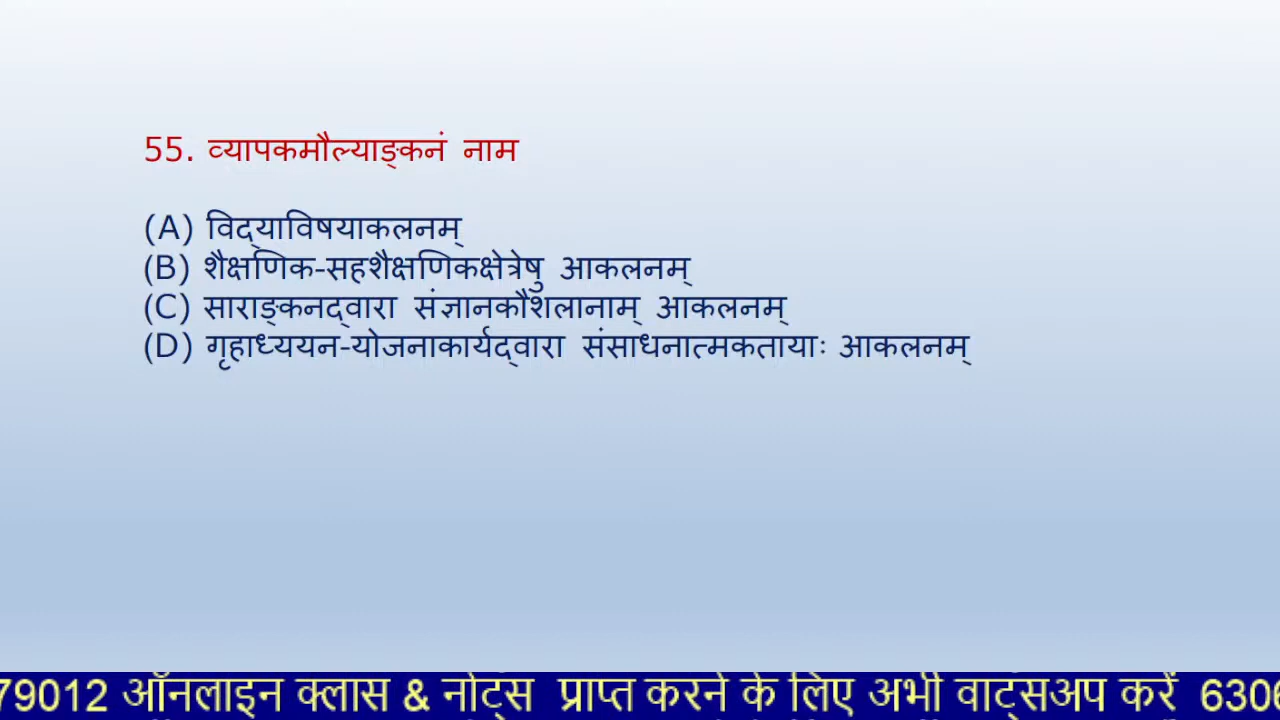 55. व्यापकमौल्याङ्कनं नाम
(A) विद्याविषयाकलनम्
(B) शैक्षणिक-सहशैक्षणिकक्षेत्रेषु आकलनम्
(C) साराङ्कनद्वारा संज्ञानकौशलानाम् आकलनम्
(D) गृहाध्ययन-योजनाकार्यद्वारा संसाधनात्मकतायाः आकलनम्
79012 ऑनलाइन क्लास & नोट्स प्राप्त करने के लिए अभी वाट्सअप करें 6306